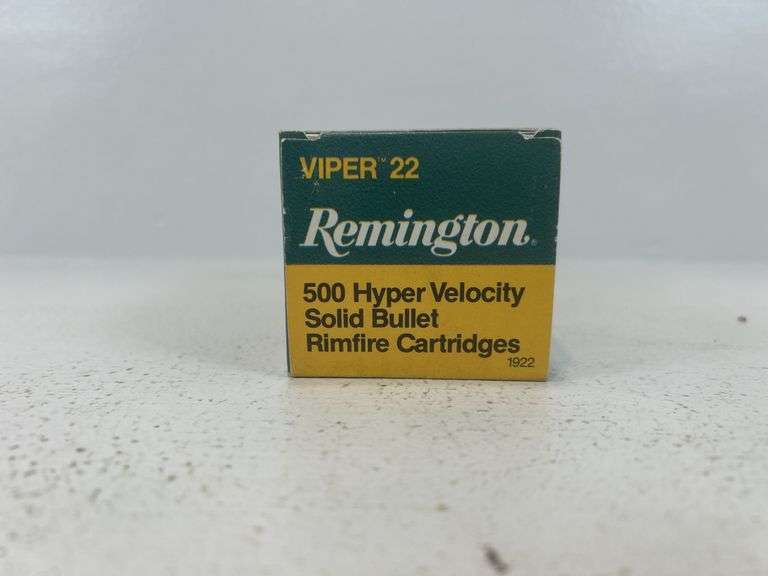 VIPER™ 22
Remington®
500 Hyper Velocity
Solid Bullet
Rimfire Cartridges
1922